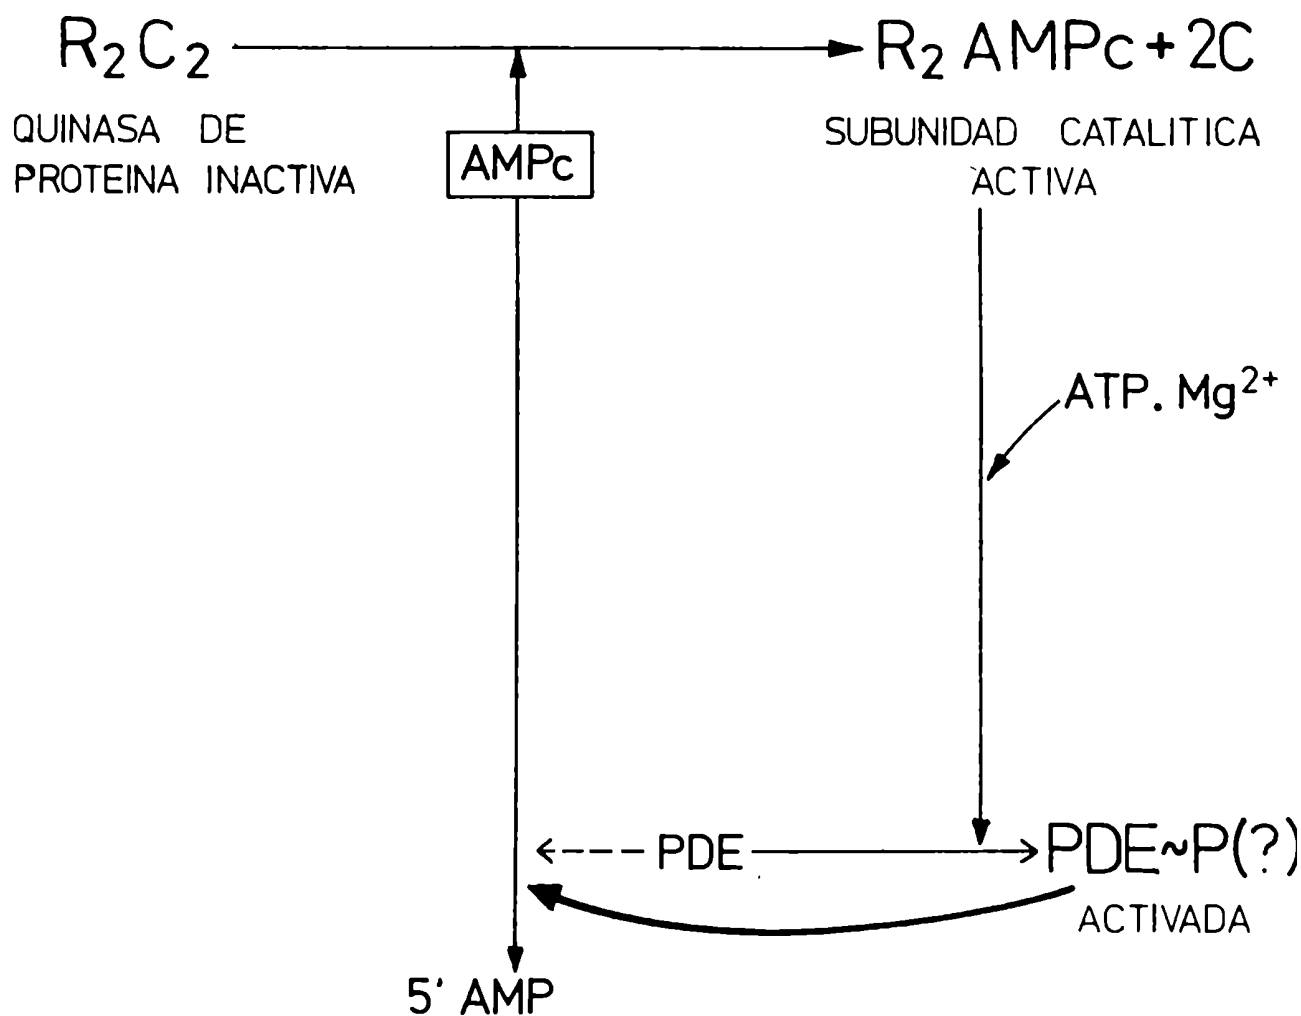 R₂C₂
R₂ AMPc + 2C
QUINASA DE
PROTEINA INACTIVA
SUBUNIDAD CATALITICA
ACTIVA
AMPc
ATP. Mg²⁺
PDE
PDE~P(?)
ACTIVADA
5' AMP